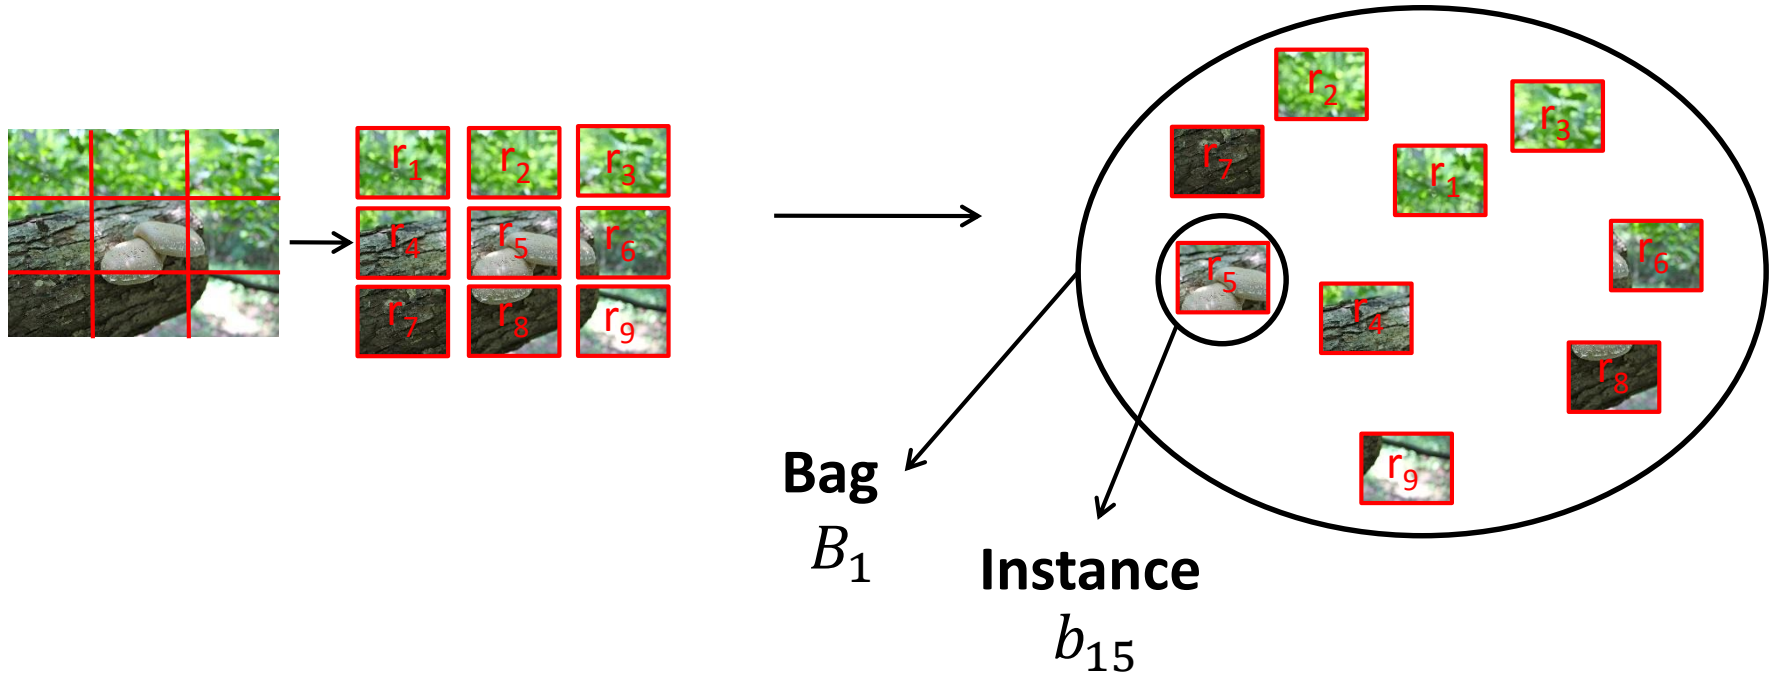 r₁ r₂ r₃
r₄ r₅ r₆
r₇ r₈ r₉
r₂
r₃
r₇
r₁
r₆
r₅
r₄
r₈
r₉
Bag
B₁
Instance
b₁₅